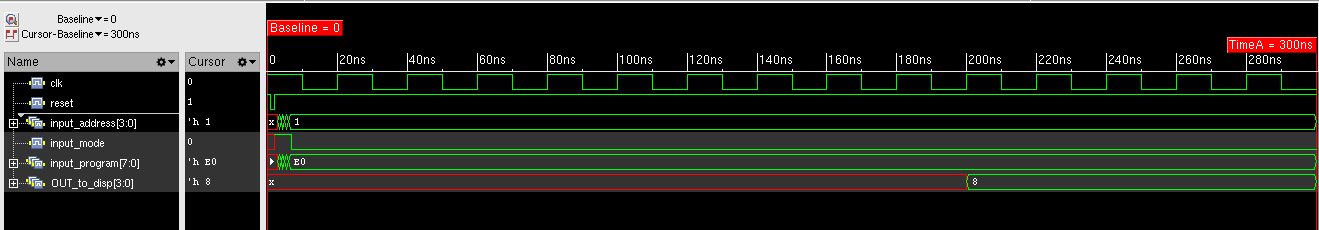 Baseline▼= 0
Cursor-Baseline▼= 300ns
Baseline = 0
TimeA = 300ns
Name
Cursor
0 20ns 40ns 60ns 80ns 100ns 120ns 140ns 160ns 180ns 200ns 220ns 240ns 260ns 280ns
clk 0
reset 1
input_address[3:0] 'h 1 x 1
input_mode 0
input_program[7:0] 'h E0 E0
OUT_to_disp[3:0] 'h 8 x 8